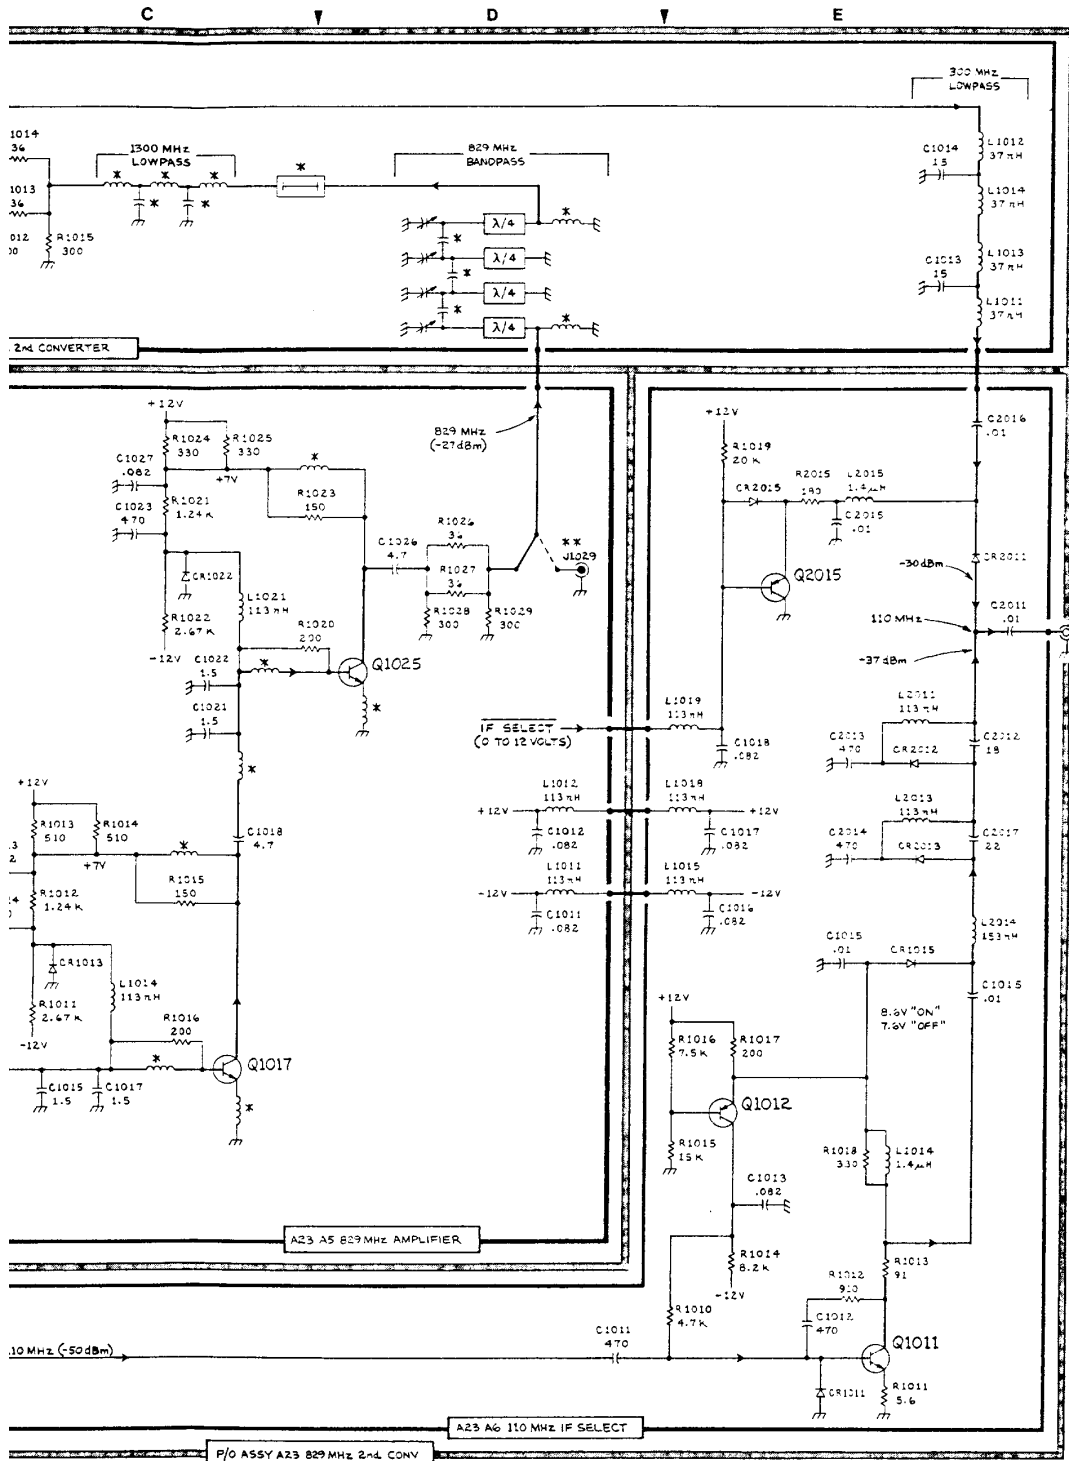 C
D
E
300 MHz
LOWPASS
1014
36
1300 MHz
LOWPASS
829 MHz
BANDPASS
C1014
15
L1012
37nH
1013
36
L1014
37nH
R1015
300
λ/4
λ/4
λ/4
λ/4
C1013
15
L1013
37nH
L1011
37nH
2nd CONVERTER
+12V
R1024
330
R1025
330
829 MHz
(-27dBm)
+12V
C2016
.01
C1027
.082
+7V
R1019
20K
CR2015
R2015
180
L2015
1.4µH
C2015
.01
C1023
470
R1021
1.24K
R1023
150
C1026
4.7
R1026
36
**
J1029
CR1022
R1027
36
Q2015
-30dBm
CR2011
L1021
113nH
R1022
2.67K
R1028
300
R1029
300
C2011
.01
110 MHz
R1020
200
-12V
C1022
1.5
Q1025
-37dBm
C1021
1.5
L1019
113nH
L2011
113nH
IF SELECT
(0 TO 12 VOLTS)
C1018
.082
C2013
470
CR2012
C2012
18
+12V
L1012
113nH
L1018
113nH
L2013
113nH
R1013
510
R1014
510
+12V
+12V
C1018
4.7
C1012
.082
C1017
.082
C2014
470
CR2013
C2017
22
+7V
R1015
150
L1011
113nH
L1015
113nH
R1012
1.24K
-12V
-12V
C1011
.082
C1016
.082
L2014
153nH
C1015
.01
CR1015
CR1013
L1014
113nH
C1015
.01
R1011
2.67K
+12V
8.6V "ON"
7.6V "OFF"
R1016
200
-12V
R1016
7.5K
R1017
200
Q1017
C1015
1.5
C1017
1.5
Q1012
R1015
15K
R1018
330
L1014
1.4µH
C1013
.082
A23 A5 829 MHz AMPLIFIER
R1014
8.2K
R1013
91
-12V
R1012
910
R1010
4.7K
C1012
470
C1011
470
10 MHz (-50dBm)
Q1011
CR1011
R1011
5.6
A23 A6 110 MHz IF SELECT
P/O ASSY A23 829 MHz 2nd CONV